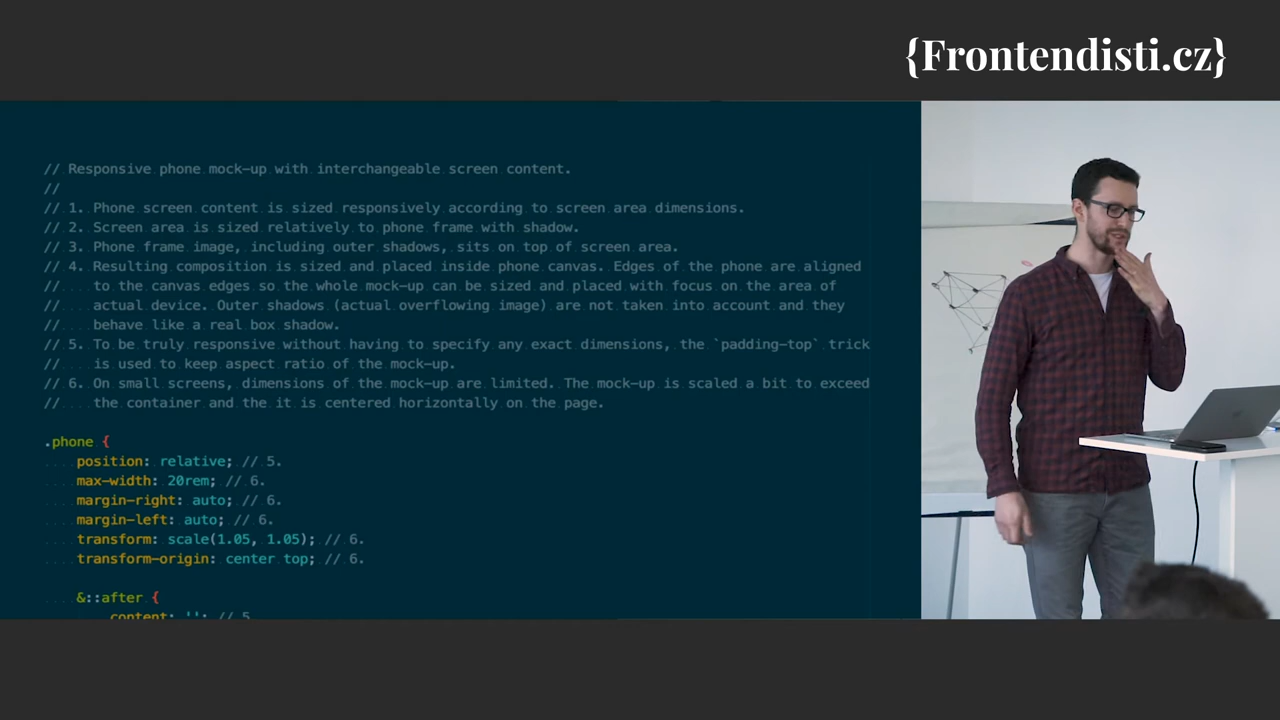 {Frontendisti.cz}
// Responsive phone mock-up with interchangeable screen content.
//
// 1. Phone screen content is sized responsively according to screen area dimensions.
// 2. Screen area is sized relatively to phone frame with shadow.
// 3. Phone frame image, including outer shadows, sits on top of screen area.
// 4. Resulting composition is sized and placed inside phone canvas. Edges of the phone are aligned
// to the canvas edges so the whole mock-up can be sized and placed with focus on the area of
// actual device. Outer shadows (actual overflowing image) are not taken into account and they
// behave like a real box shadow.
// 5. To be truly responsive without having to specify any exact dimensions, the `padding-top` trick
// is used to keep aspect ratio of the mock-up.
// 6. On small screens, dimensions of the mock-up are limited. The mock-up is scaled a bit to exceed
// the container and the it is centered horizontally on the page.
.phone {
position: relative; // 5.
max-width: 20rem; // 6.
margin-right: auto; // 6.
margin-left: auto; // 6.
transform: scale(1.05, 1.05); // 6.
transform-origin: center top; // 6.
&::after {
content: ''; // 5